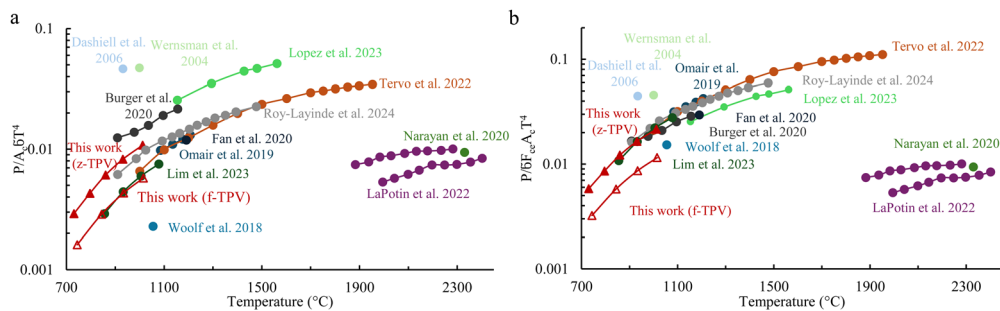 a
P/Aₑ6T⁴
0.1
0.01
0.001
Dashiell et al.
2006
Wernsman et al.
2004
Lopez et al. 2023
Tervo et al. 2022
Burger et al.
2020
Roy-Layinde et al. 2024
This work
(z-TPV)
Fan et al. 2020
Omair et al. 2019
Lim et al. 2023
This work (f-TPV)
Woolf et al. 2018
Narayan et al. 2020
LaPotin et al. 2022
700
1100
1500
1900
2300
Temperature (°C)
b
0.1
0.01
0.001
Wernsman et al.
2004
Dashiell et al.
2006
Omair et al.
2019
Tervo et al. 2022
Roy-Layinde et al. 2024
Lopez et al. 2023
Fan et al. 2020
Burger et al. 2020
Woolf et al. 2018
Lim et al. 2023
This work
(z-TPV)
This work
(f-TPV)
Narayan et al. 2020
LaPotin et al. 2022
700
1100
1500
1900
2300
Temperature (°C)